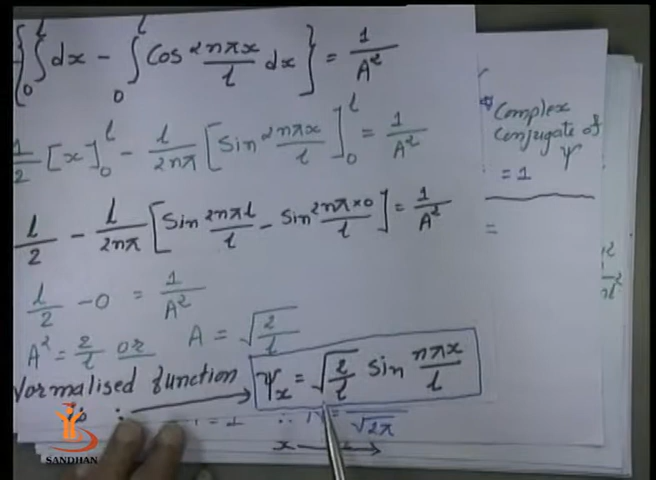 {∫₀ˡ dx − ∫₀ˡ Cos 2nπx/l dx} = 1/A²
1/2 [x]₀ˡ − l/2nπ [Sin 2nπx/l]₀ˡ = 1/A²
l/2 − l/2nπ [Sin 2nπl/l − Sin 2nπ×0/l] = 1/A²
l/2 − 0 = 1/A²
A² = 2/l or A = √(2/l)
Normalised function → ψx = √(2/l) Sin nπx/l
√2π
x
Complex
Conjugate of
ψ
= 1
=
SANDHAN